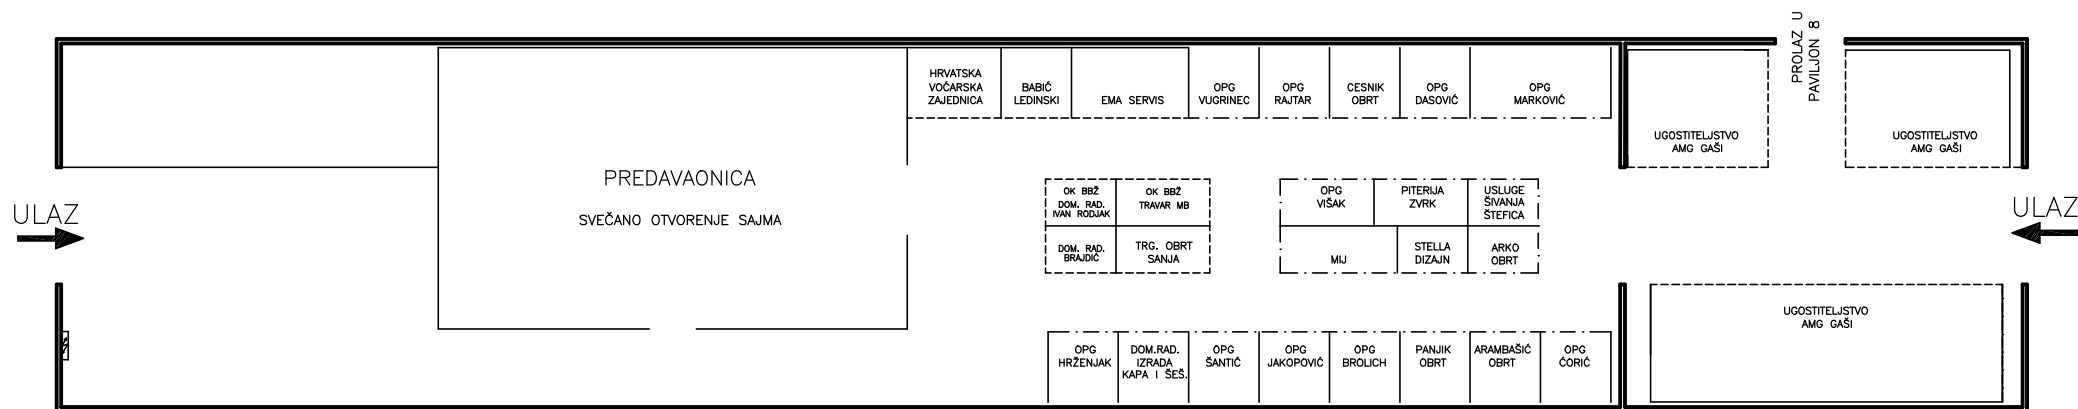 PROLAZ U
PAVILJON 8
HRVATSKA
VOĆARSKA
ZAJEDNICA
BABIĆ
LEDINSKI
EMA SERVIS
OPG
VUGRINEC
OPG
RAJTAR
CESNIK
OBRT
OPG
DASOVIĆ
OPG
MARKOVIĆ
UGOSTITELJSTVO
AMG GAŠI
UGOSTITELJSTVO
AMG GAŠI
ULAZ
PREDAVAONICA
SVEČANO OTVORENJE SAJMA
OK BBŽ
DOM. RAD.
IVAN RODJAK
OK BBŽ
TRAVAR MB
OPG
VIŠAK
PITERIJA
ZVRK
USLUGE
ŠIVANJA
ŠTEFICA
ULAZ
DOM. RAD.
BRAJDIĆ
TRG. OBRT
SANJA
MIJ
STELLA
DIZAJN
ARKO
OBRT
UGOSTITELJSTVO
AMG GAŠI
OPG
HRŽENJAK
DOM.RAD.
IZRADA
KAPA I ŠEŠ.
OPG
ŠANTIĆ
OPG
JAKOPOVIĆ
OPG
BROLICH
PANJIK
OBRT
ARAMBAŠIĆ
OBRT
OPG
ĆORIĆ